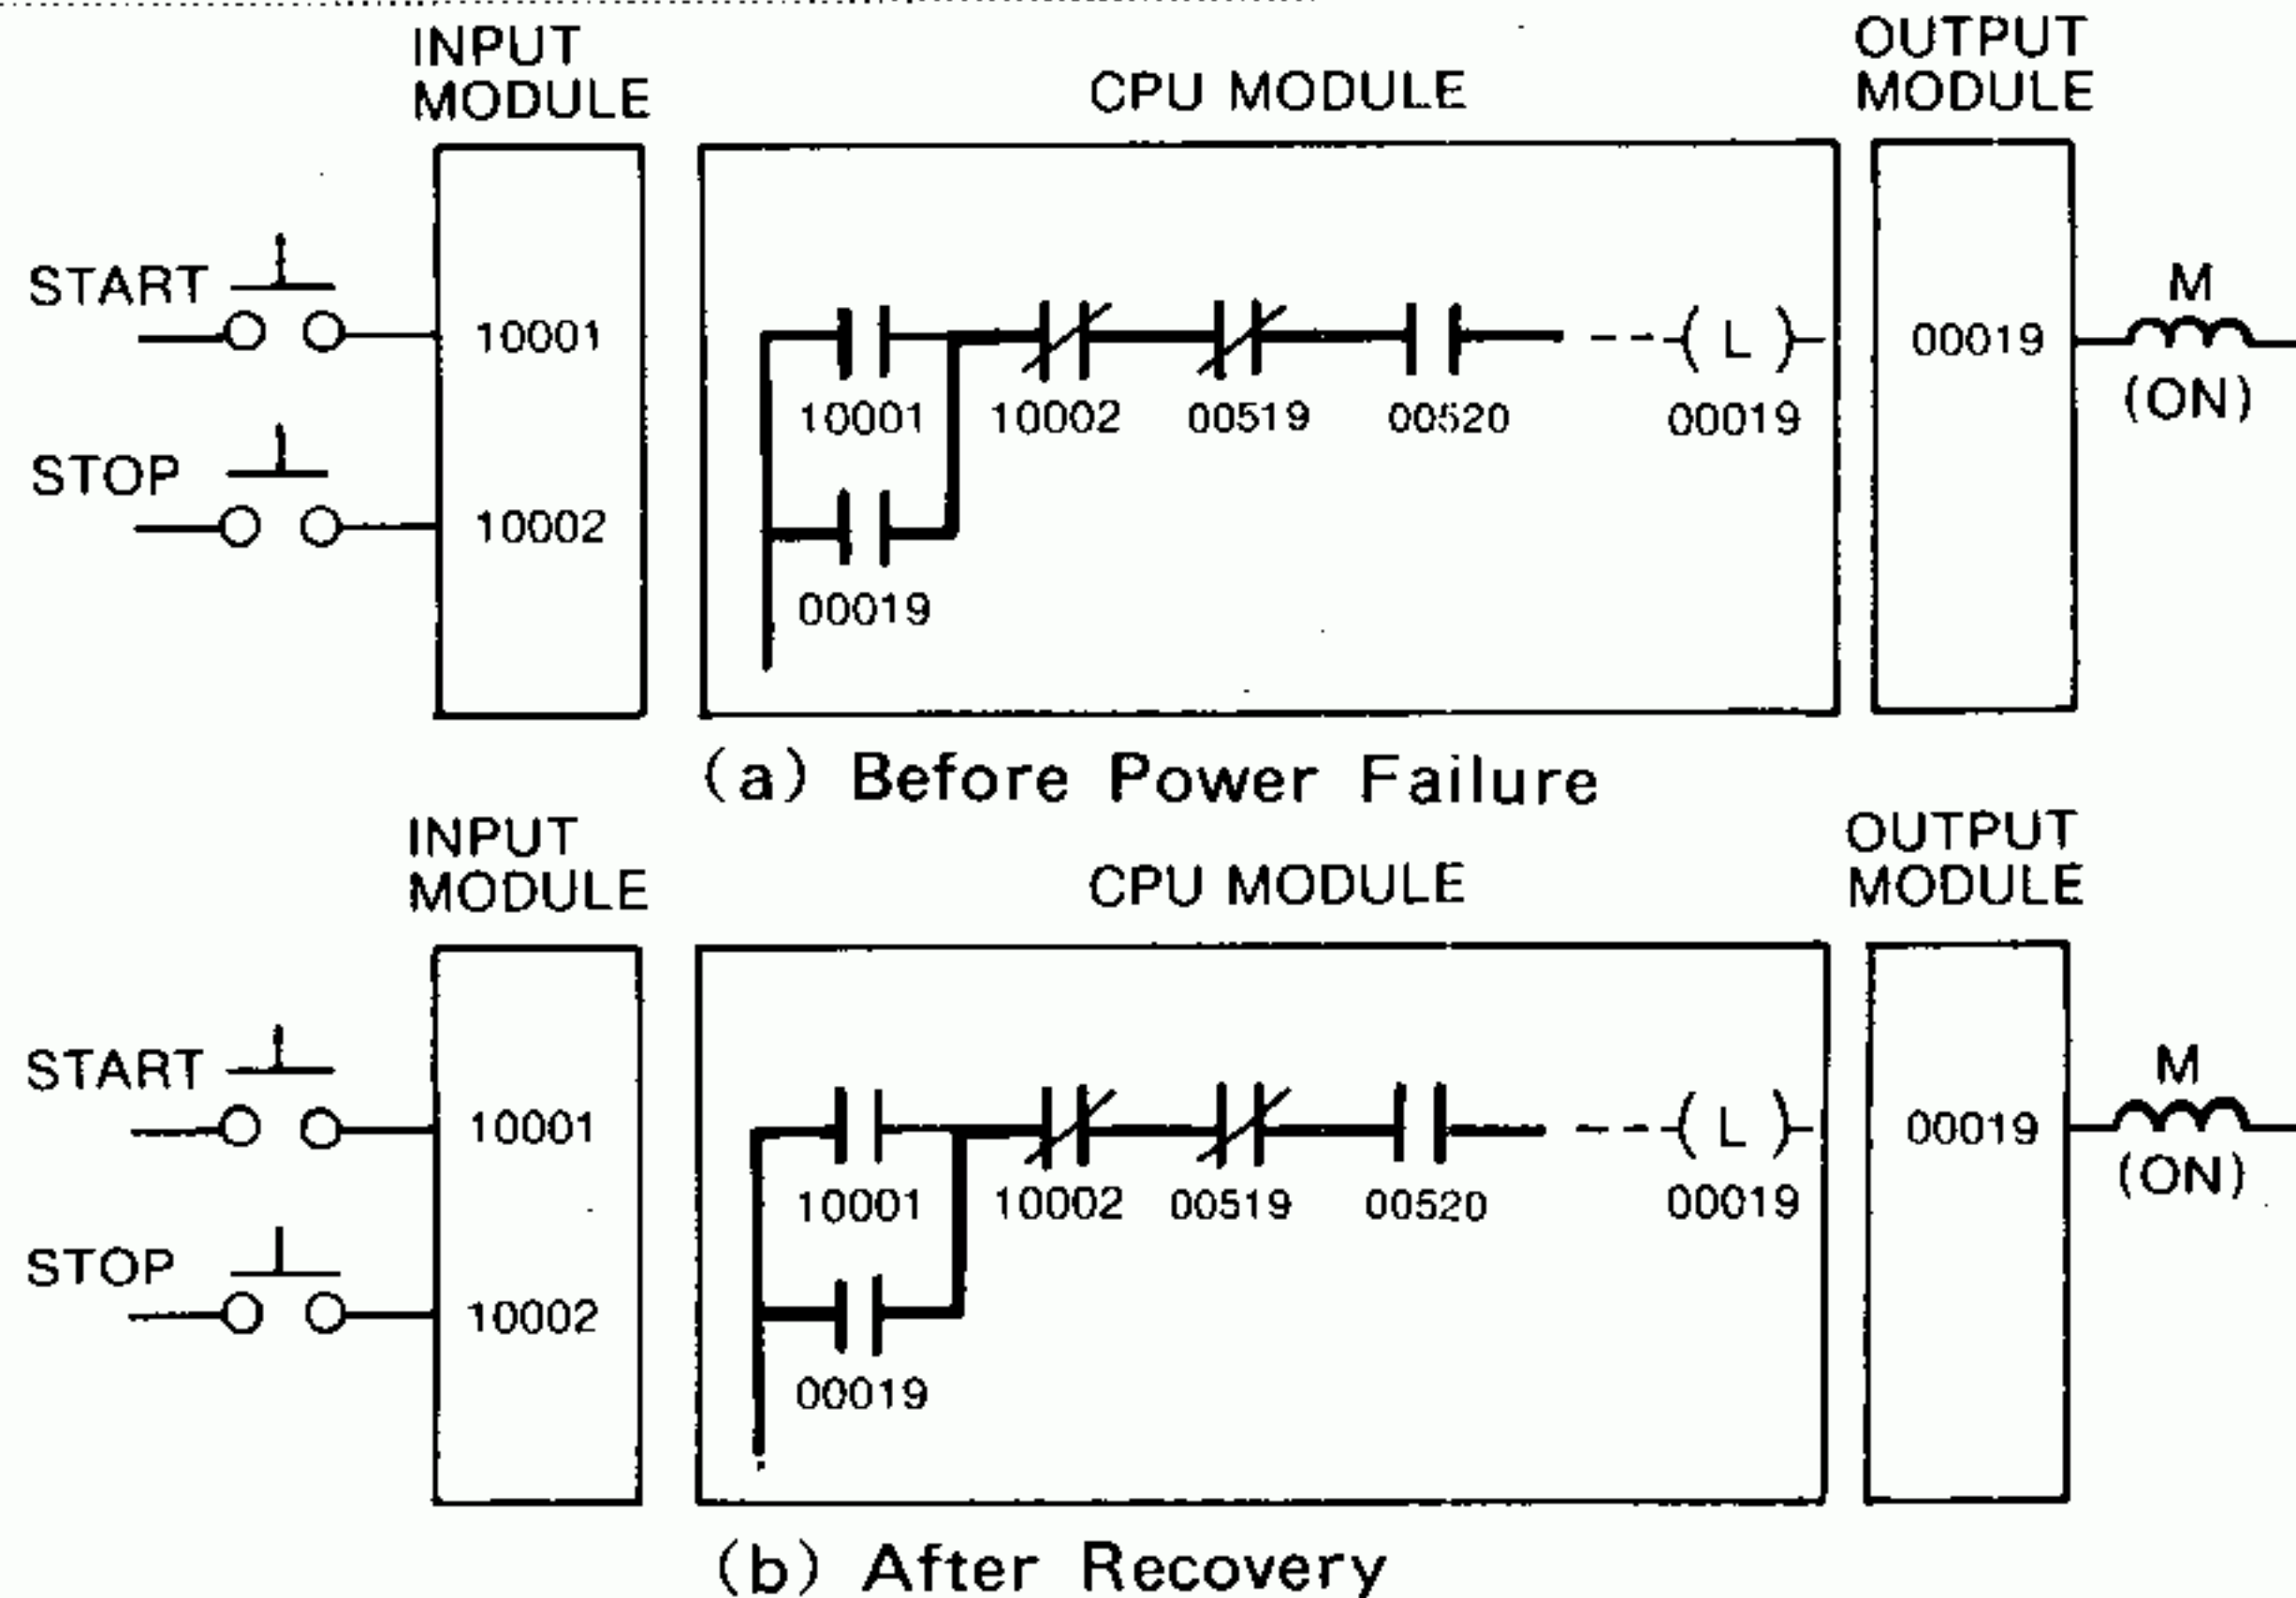 INPUT
MODULE
CPU MODULE
OUTPUT
MODULE
START
10001
STOP
10002
10001
10002
00519
00520
( L )
00019
00019
00019
M
(ON)
(a) Before Power Failure
INPUT
MODULE
CPU MODULE
OUTPUT
MODULE
START
10001
STOP
10002
10001
10002
00519
00520
( L )
00019
00019
00019
M
(ON)
(b) After Recovery